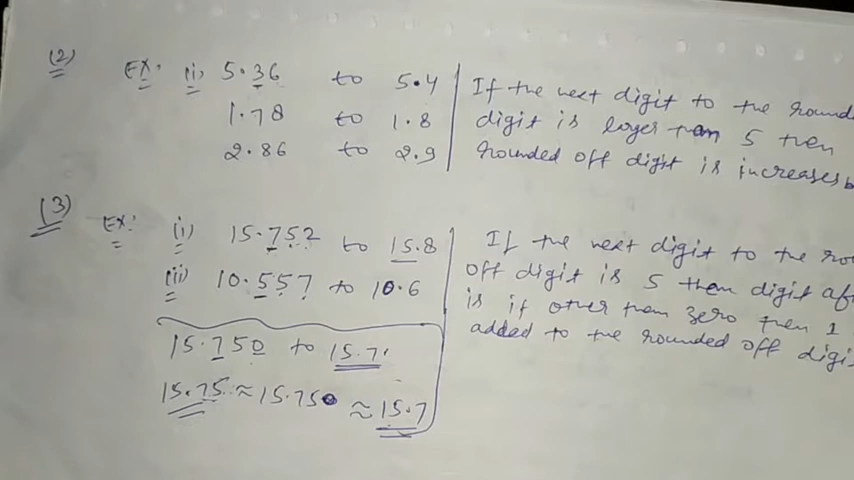 (2) Ex: (i) 5.36 to 5.4
1.78 to 1.8
2.86 to 2.9
If the next digit to the
digit is larger than 5 then
rounded off digit is increases
(3) Ex: (i) 15.752 to 15.8
(ii) 10.557 to 10.6
15.750 to 15.7
15.75 ≈ 15.750 ≈ 15.7
If the next digit to the
off digit is 5 then digit
is if other than zero then 1
added to the rounded off